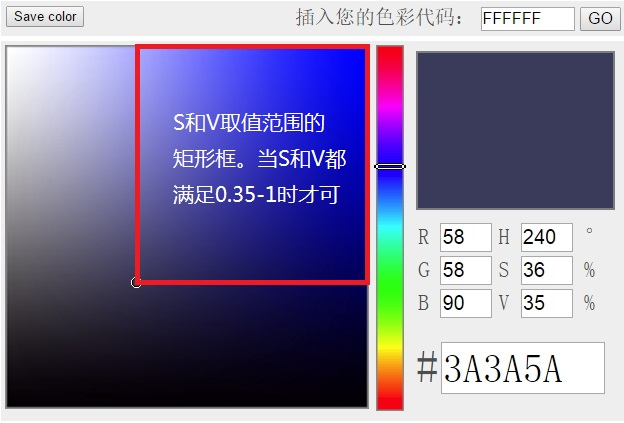 Save color
插入您的色彩代码： FFFFFF GO
S和V取值范围的
矩形框。当S和V都
满足0.35-1时才可
R 58 H 240 °
G 58 S 36 %
B 90 V 35 %
#3A3A5A